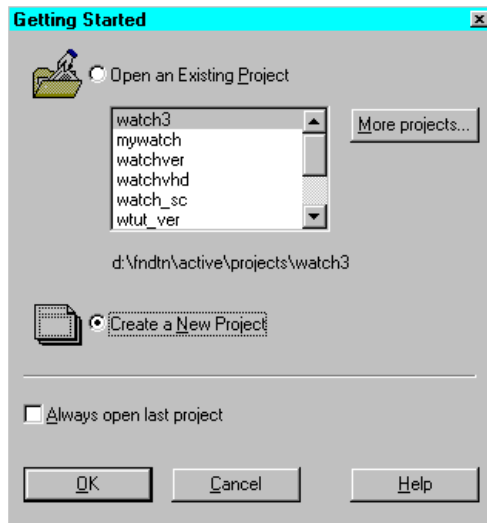 Getting Started
Open an Existing Project
watch3
mywatch
watchver
watchvhd
watch_sc
wtut_ver
More projects...
d:\fndtn\active\projects\watch3
Create a New Project
Always open last project
OK
Cancel
Help